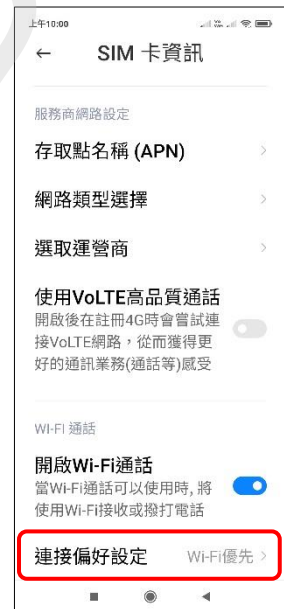 上午10:00
← SIM 卡資訊
服務商網路設定
存取點名稱 (APN)
網路類型選擇
選取運營商
使用VoLTE高品質通話
開啟後在註冊4G時會嘗試連
接VoLTE網路，從而獲得更
好的通訊業務(通話等)感受
WI-FI 通話
開啟Wi-Fi通話
當Wi-Fi通話可以使用時, 將
使用Wi-Fi接收或撥打電話
連接偏好設定 Wi-Fi優先